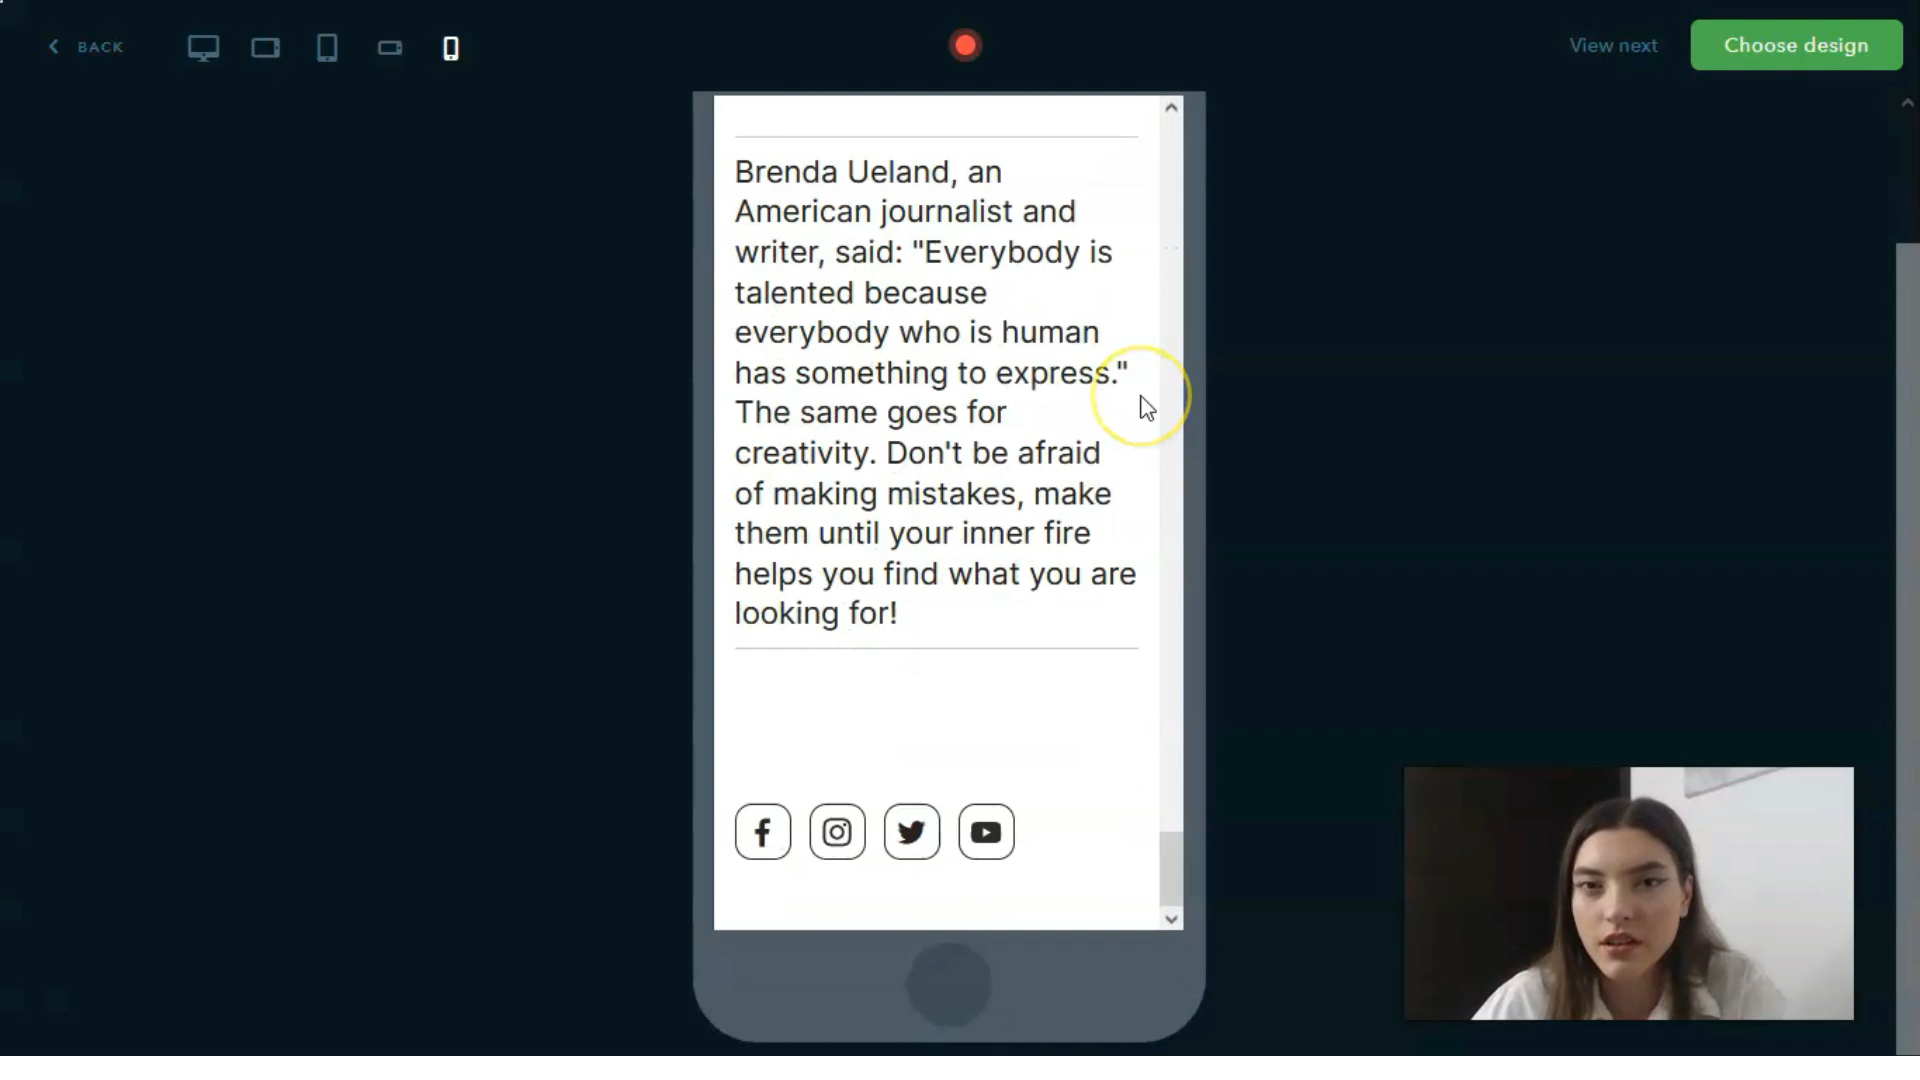 BACK
View next
Choose design
Brenda Ueland, an
American journalist and
writer, said: "Everybody is
talented because
everybody who is human
has something to express."
The same goes for
creativity. Don't be afraid
of making mistakes, make
them until your inner fire
helps you find what you are
looking for!